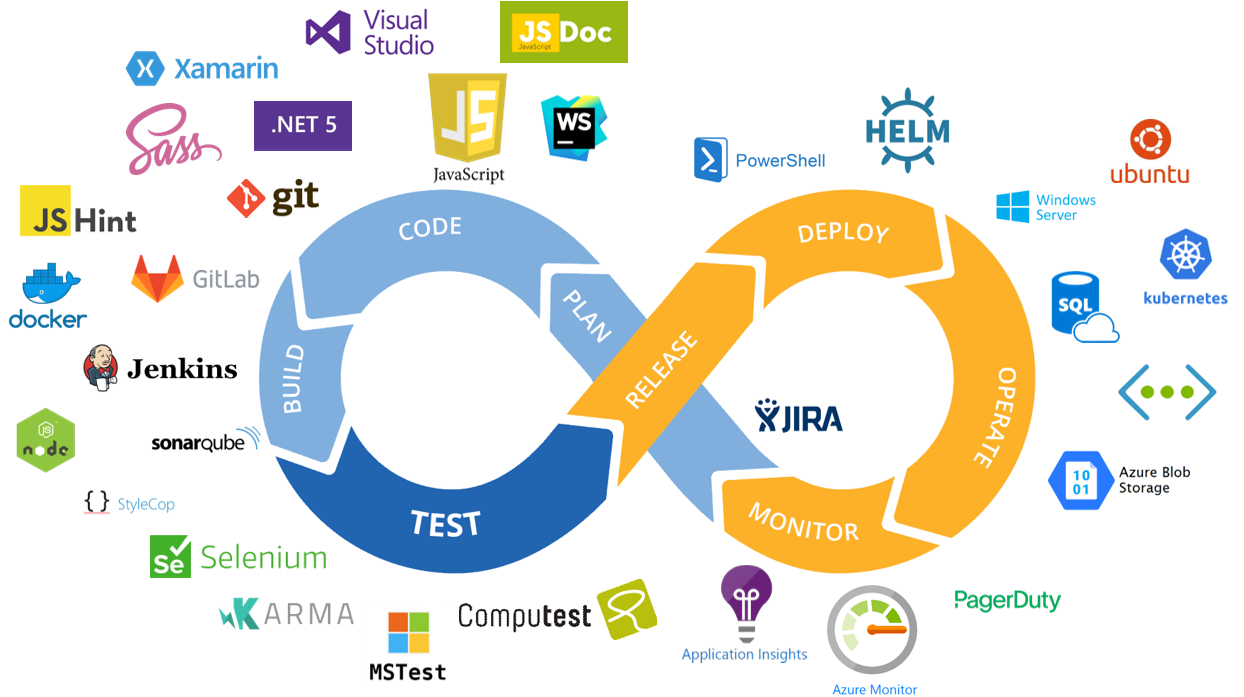 Visual
Studio
JS Doc
JavaScript
Xamarin
Sass
.NET 5
JS
JavaScript
WS
git
JS Hint
GitLab
docker
Jenkins
JS
node
sonarqube
{ } StyleCop
Se Selenium
KARMA
MSTest
Computest
CODE
PLAN
BUILD
TEST
RELEASE
DEPLOY
OPERATE
MONITOR
PowerShell
HELM
ubuntu
Windows
Server
kubernetes
SQL
JIRA
10
01
Azure Blob
Storage
Application Insights
Azure Monitor
PagerDuty